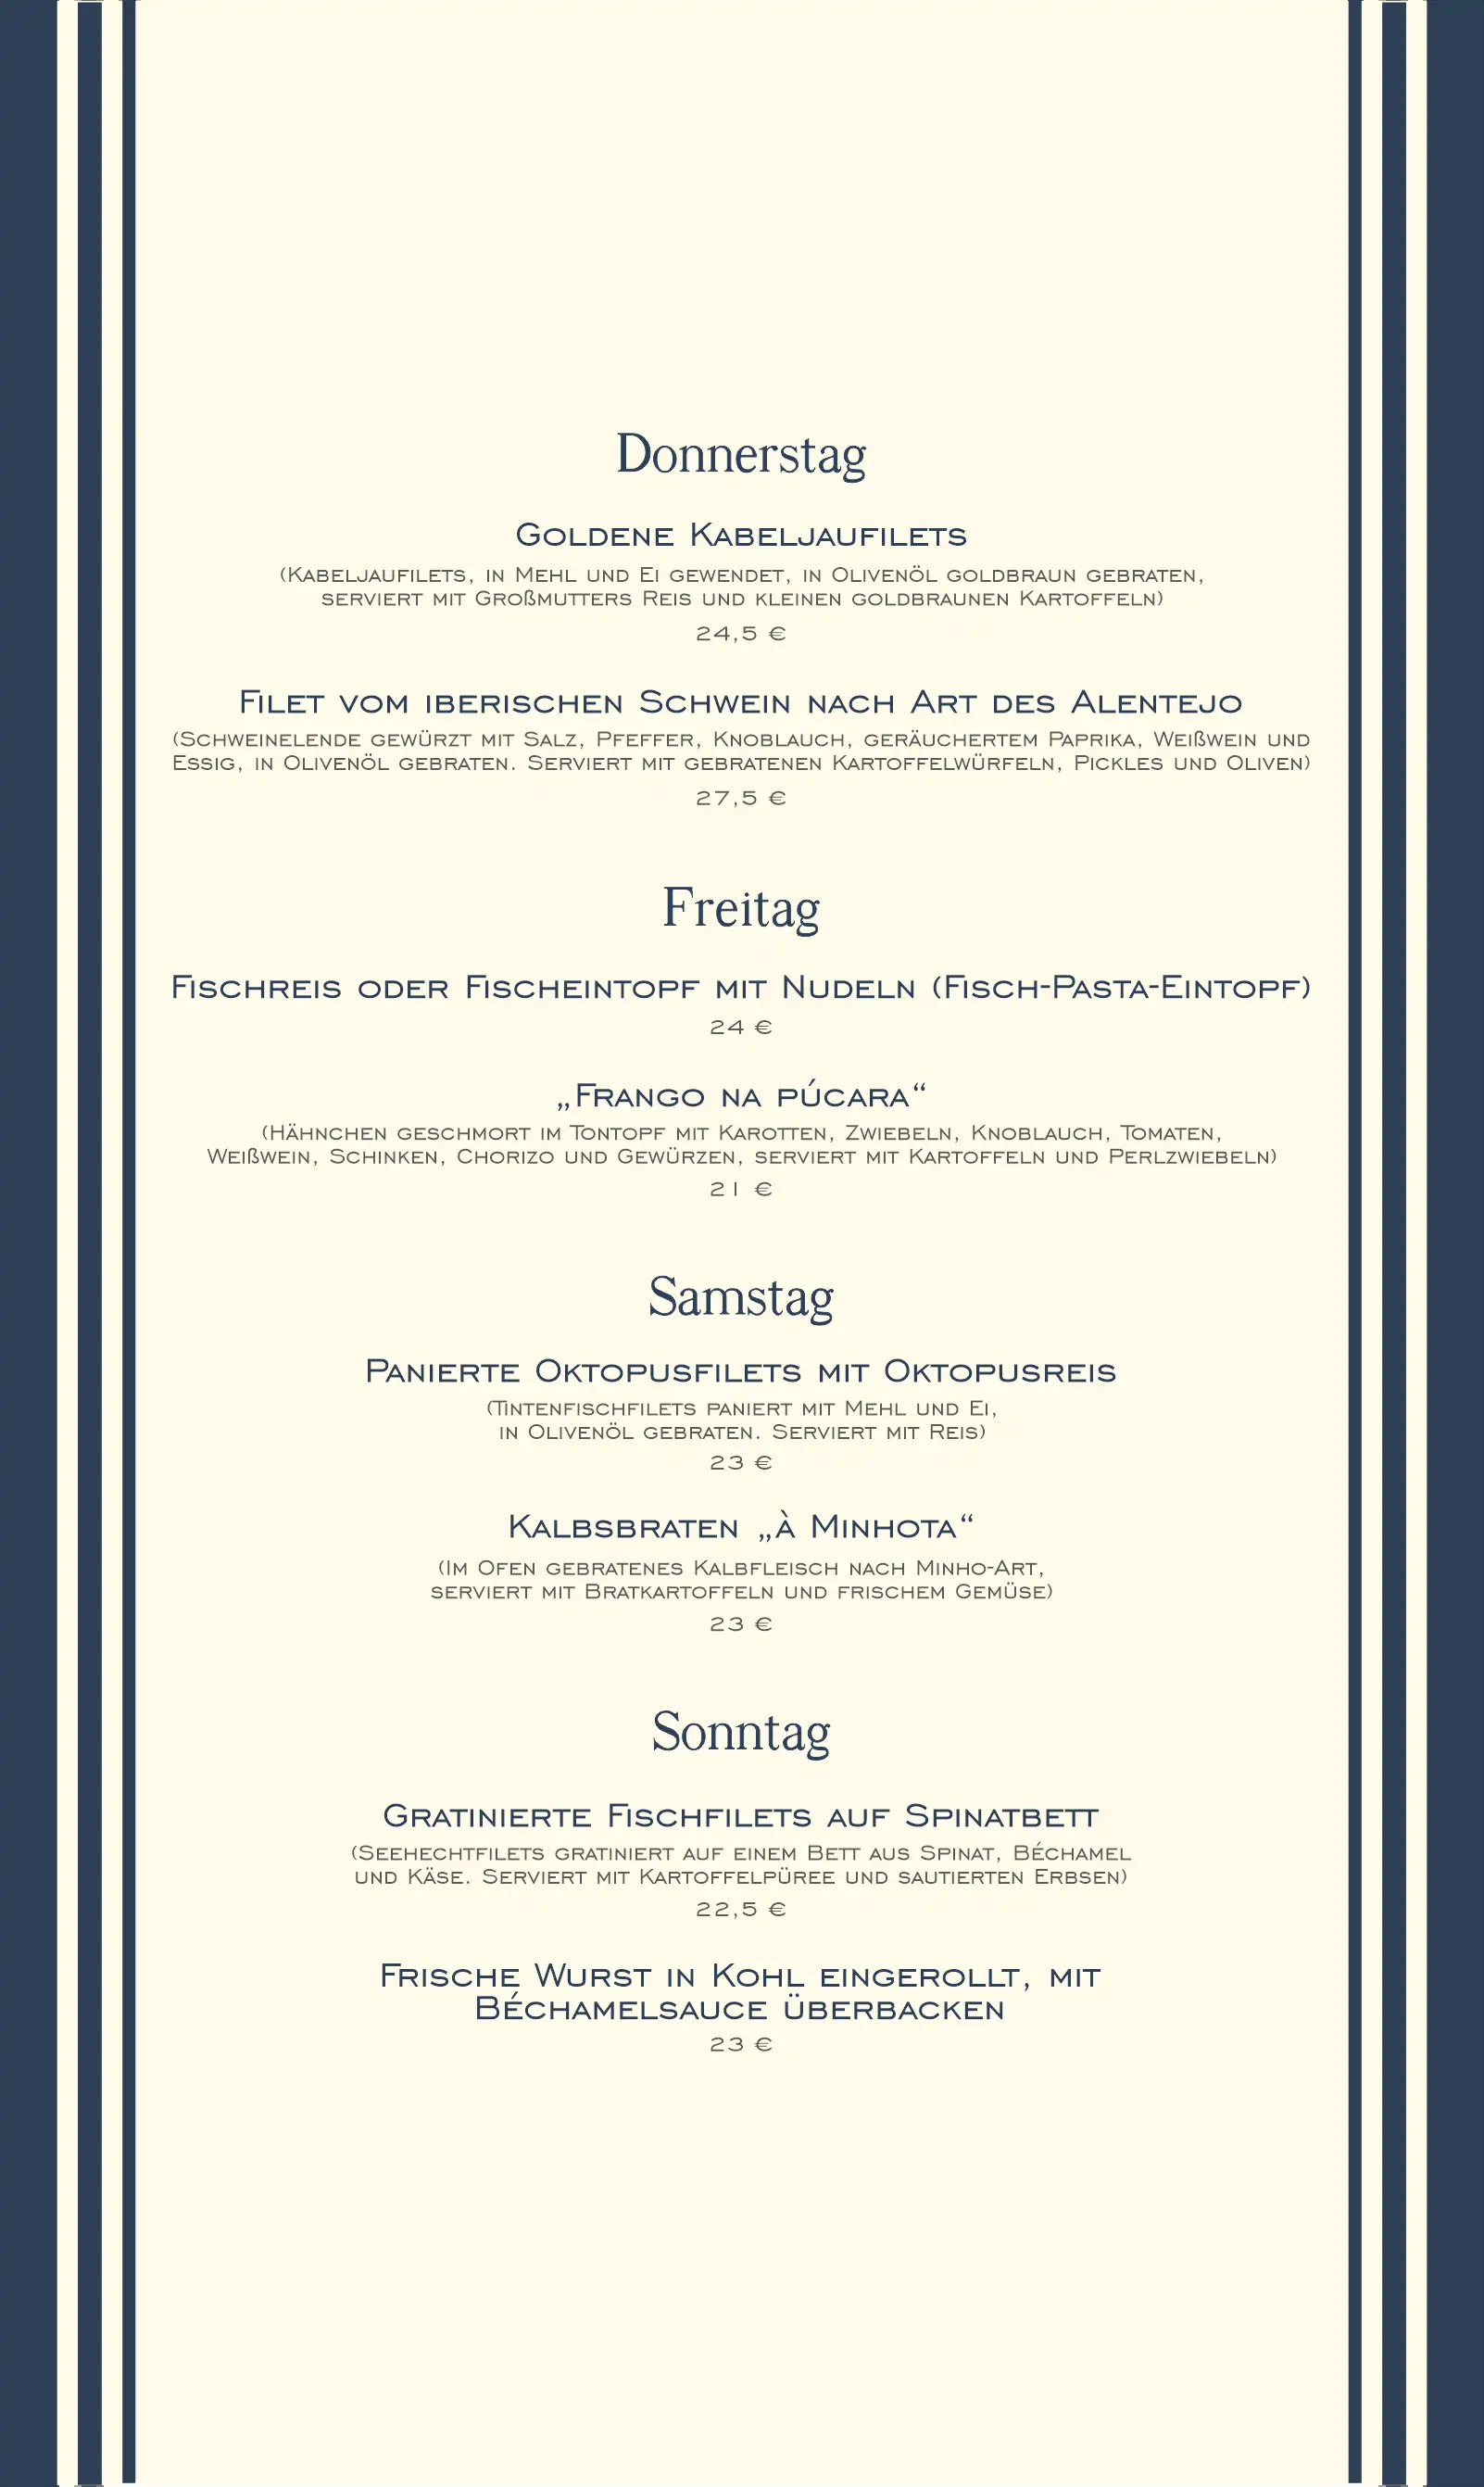 Donnerstag
Goldene Kabeljaufilets
(Kabeljaufilets, in Mehl und Ei gewendet, in Olivenöl goldbraun gebraten,
serviert mit Großmutters Reis und kleinen goldbraunen Kartoffeln)
24,5 €
Filet vom iberischen Schwein nach Art des Alentejo
(Schweinelende gewürzt mit Salz, Pfeffer, Knoblauch, geräuchertem Paprika, Weißwein und
Essig, in Olivenöl gebraten. Serviert mit gebratenen Kartoffelwürfeln, Pickles und Oliven)
27,5 €
Freitag
Fischreis oder Fischeintopf mit Nudeln (Fisch-Pasta-Eintopf)
24 €
„Frango na púcara“
(Hähnchen geschmort im Tontopf mit Karotten, Zwiebeln, Knoblauch, Tomaten,
Weißwein, Schinken, Chorizo und Gewürzen, serviert mit Kartoffeln und Perlzwiebeln)
21 €
Samstag
Panierte Oktopusfilets mit Oktopusreis
(Tintenfischfilets paniert mit Mehl und Ei,
in Olivenöl gebraten. Serviert mit Reis)
23 €
Kalbsbraten „à Minhota“
(Im Ofen gebratenes Kalbfleisch nach Minho-Art,
serviert mit Bratkartoffeln und frischem Gemüse)
23 €
Sonntag
Gratinierte Fischfilets auf Spinatbett
(Seehechtfilets gratiniert auf einem Bett aus Spinat, Béchamel
und Käse. Serviert mit Kartoffelpüree und sautierten Erbsen)
22,5 €
Frische Wurst in Kohl eingerollt, mit
Béchamelsauce überbacken
23 €